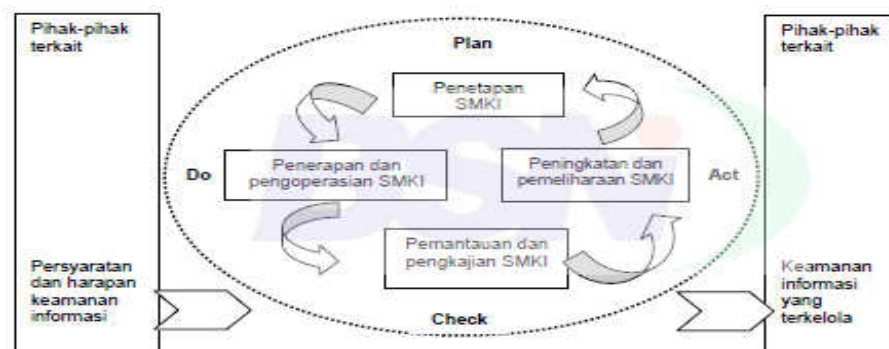 Pihak-pihak
terkait
Plan
Pihak-pihak
terkait
Penetapan
SMKI
Do
Penerapan dan
pengoperasian SMKI
Peningkatan dan
pemeliharaan SMKI
Act
Pemantauan dan
pengkajian SMKI
Persyaratan
dan harapan
keamanan
informasi
Check
Keamanan
informasi
yang
terkelola
BSN